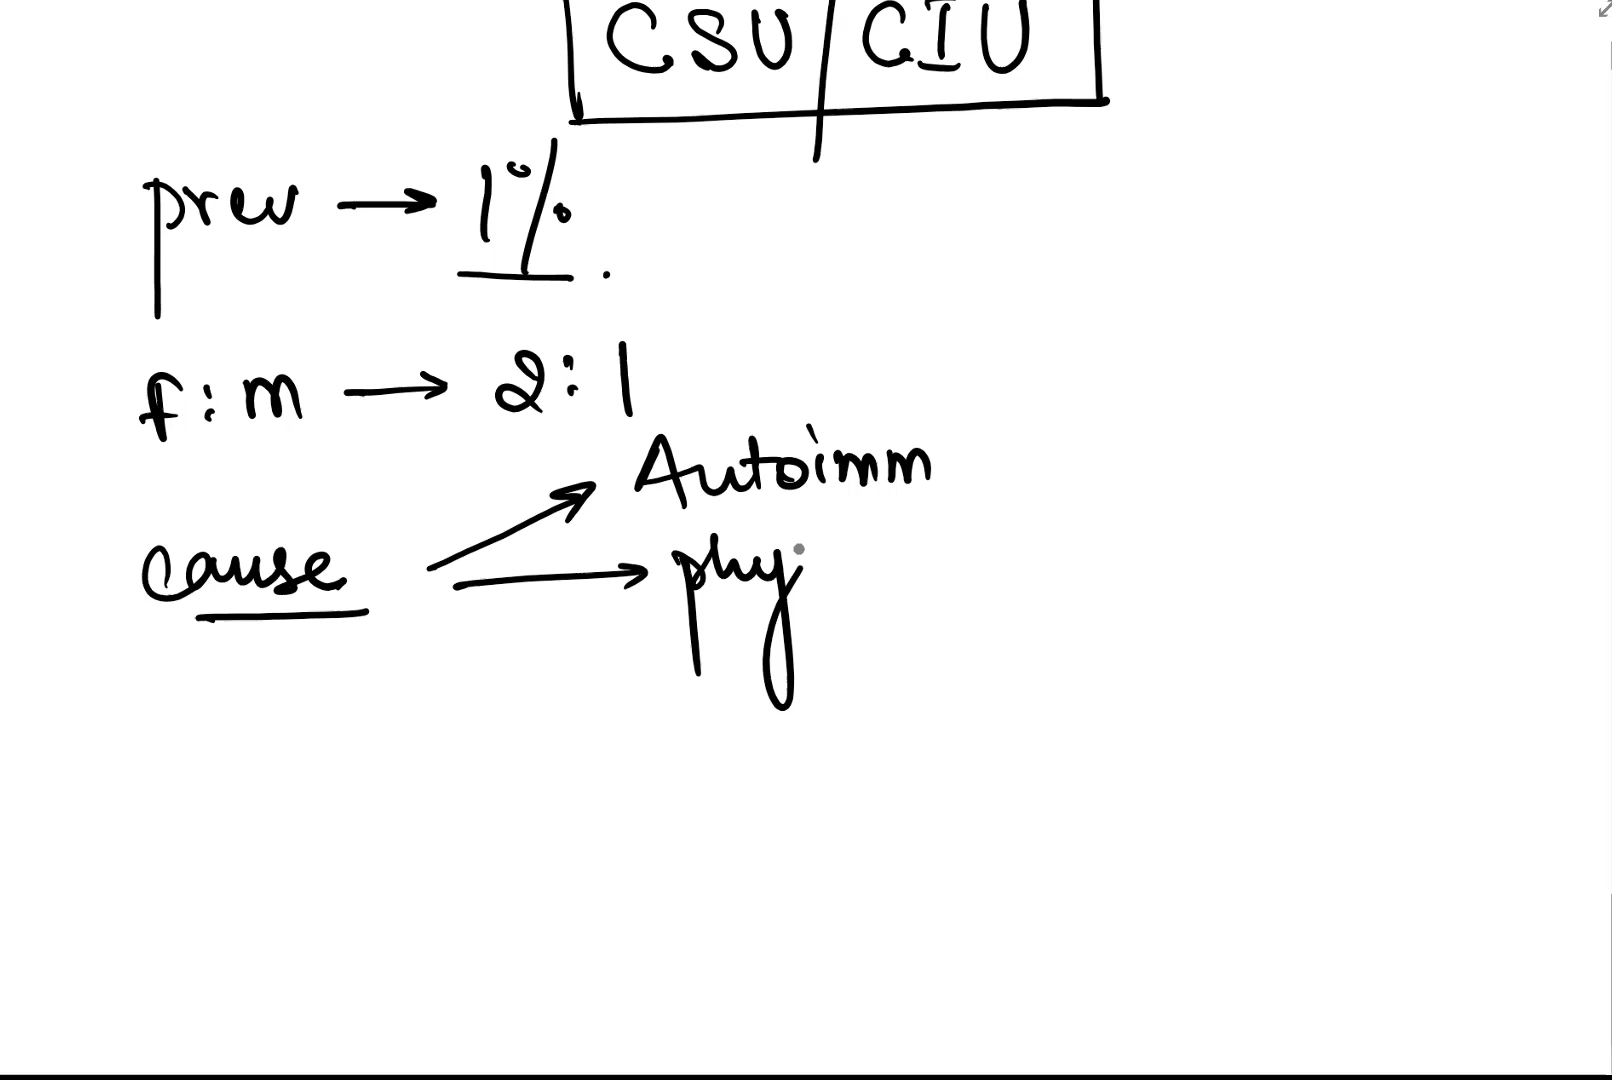 CSU/CIU
prev → 1%.
f:m → 2:1
cause → Autoimm
→ phy